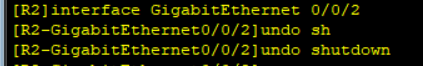 [R2]interface GigabitEthernet 0/0/2
[R2-GigabitEthernet0/0/2]undo sh
[R2-GigabitEthernet0/0/2]undo shutdown